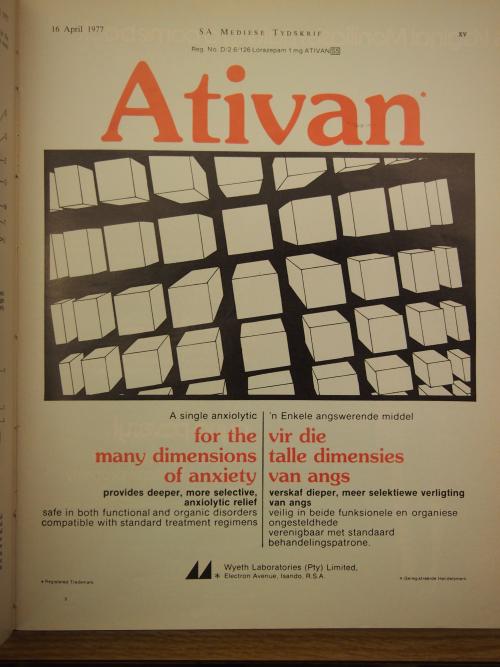 16 April 1977
SA MEDIESE TYDSKRIF
xv
Reg. No. D/2.6/126 Lorazepam 1 mg ATIVAN S5
Ativan*
A single anxiolytic
for the
many dimensions
of anxiety
provides deeper, more selective,
anxiolytic relief
safe in both functional and organic disorders
compatible with standard treatment regimens
'n Enkele angswerende middel
vir die
talle dimensies
van angs
verskaf dieper, meer selektiewe verligting
van angs
veilig in beide funksionele en organiese
ongesteldhede
verenigbaar met standaard
behandelingspatrone.
Wyeth Laboratories (Pty) Limited,
* Electron Avenue, Isando, R.S.A.
* Registered Trademark
* Geregistreerde Handelsmerk